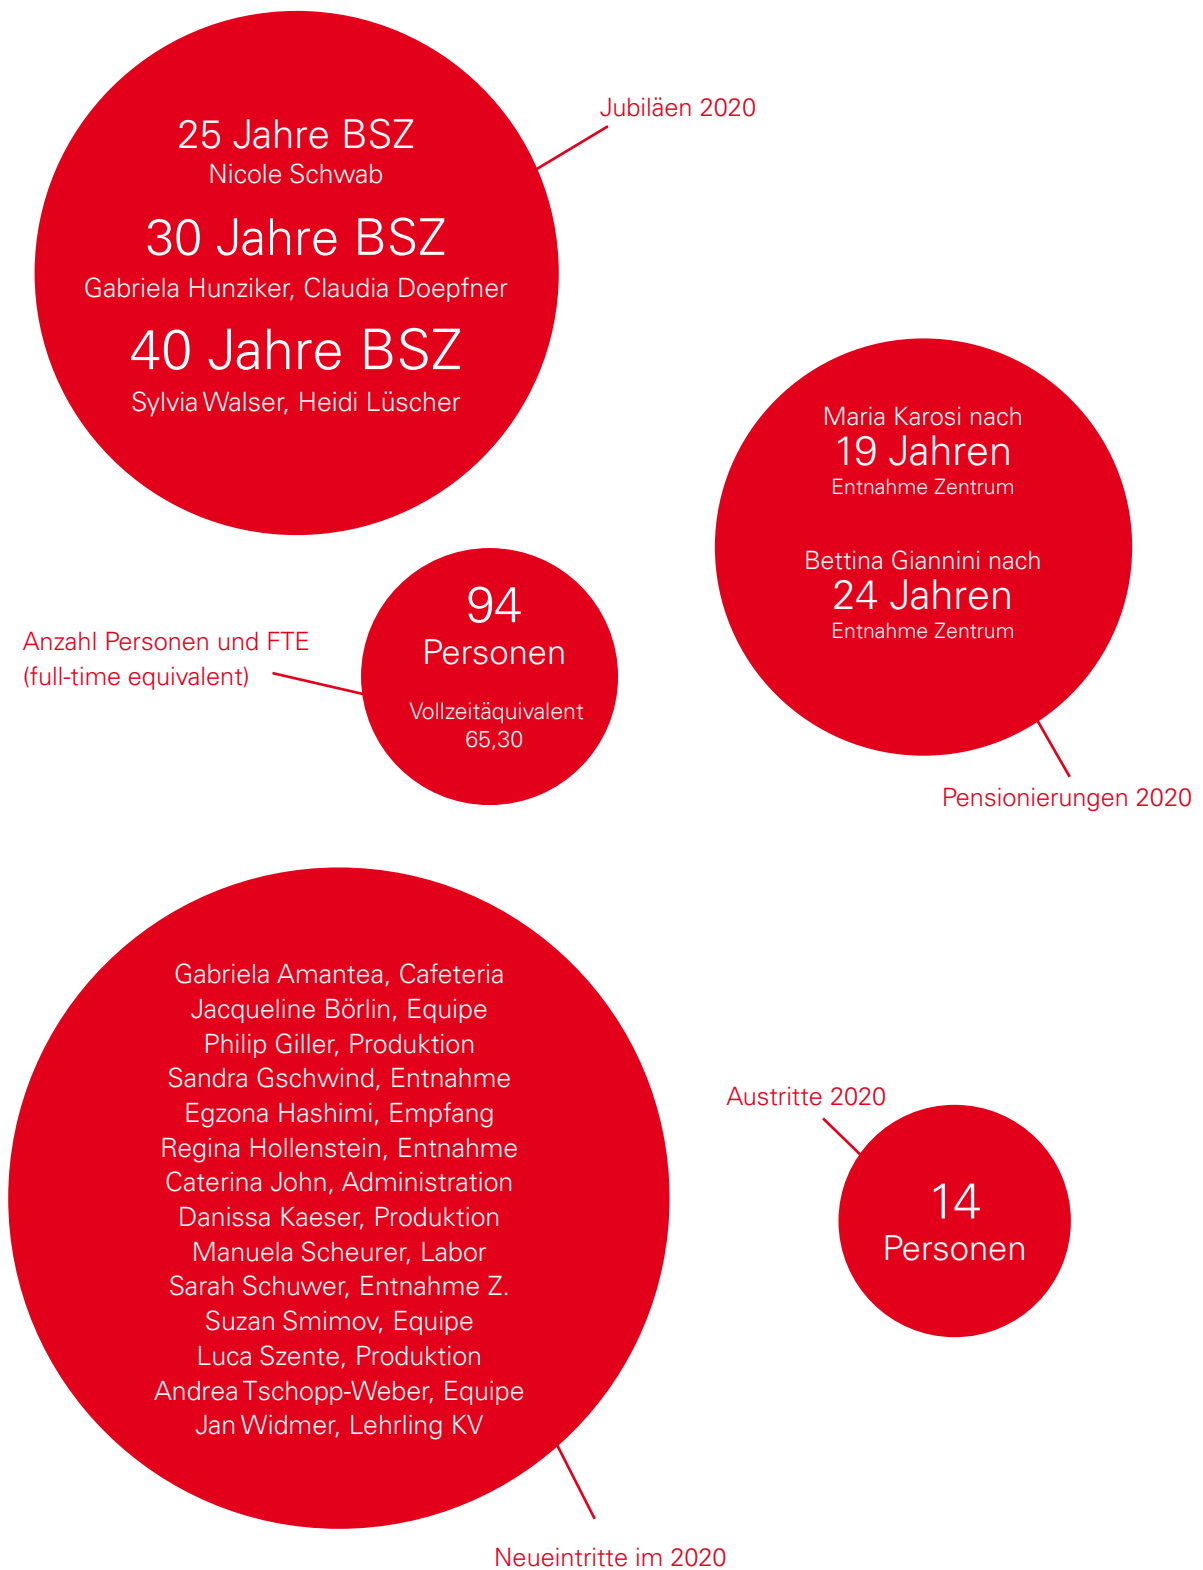 Jubiläen 2020
25 Jahre BSZ
Nicole Schwab
30 Jahre BSZ
Gabriela Hunziker, Claudia Doepfner
40 Jahre BSZ
Sylvia Walser, Heidi Lüscher
Maria Karosi nach
19 Jahren
Entnahme Zentrum
Bettina Giannini nach
24 Jahren
Entnahme Zentrum
Pensionierungen 2020
Anzahl Personen und FTE
(full-time equivalent)
94
Personen
Vollzeitäquivalent
65,30
Gabriela Amantea, Cafeteria
Jacqueline Börlin, Equipe
Philip Giller, Produktion
Sandra Gschwind, Entnahme
Egzona Hashimi, Empfang
Regina Hollenstein, Entnahme
Caterina John, Administration
Danissa Kaeser, Produktion
Manuela Scheurer, Labor
Sarah Schuwer, Entnahme Z.
Suzan Smimov, Equipe
Luca Szente, Produktion
Andrea Tschopp-Weber, Equipe
Jan Widmer, Lehrling KV
Neueintritte im 2020
Austritte 2020
14
Personen